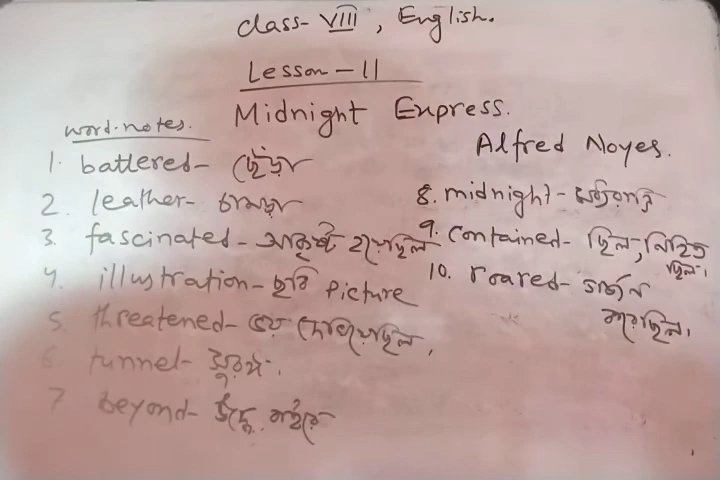 class- VIII, English.
Lesson-11
Midnight Express.
Alfred Noyes.
word.notes.
1. battered- ছেঁড়া
2. leather- চামড়া
3. fascinated- আকৃষ্ট হয়েছিল
4. illustration- ছবি picture
5. threatened- ভয় দেখিয়েছিল,
6. tunnel- সুরঙ্গ.
7. beyond- বাইরে
8. midnight- মধ্যরাত্রি
9. contained- ছিল, নিহিত
ছিল।
10. roared- গর্জন
করেছিল।